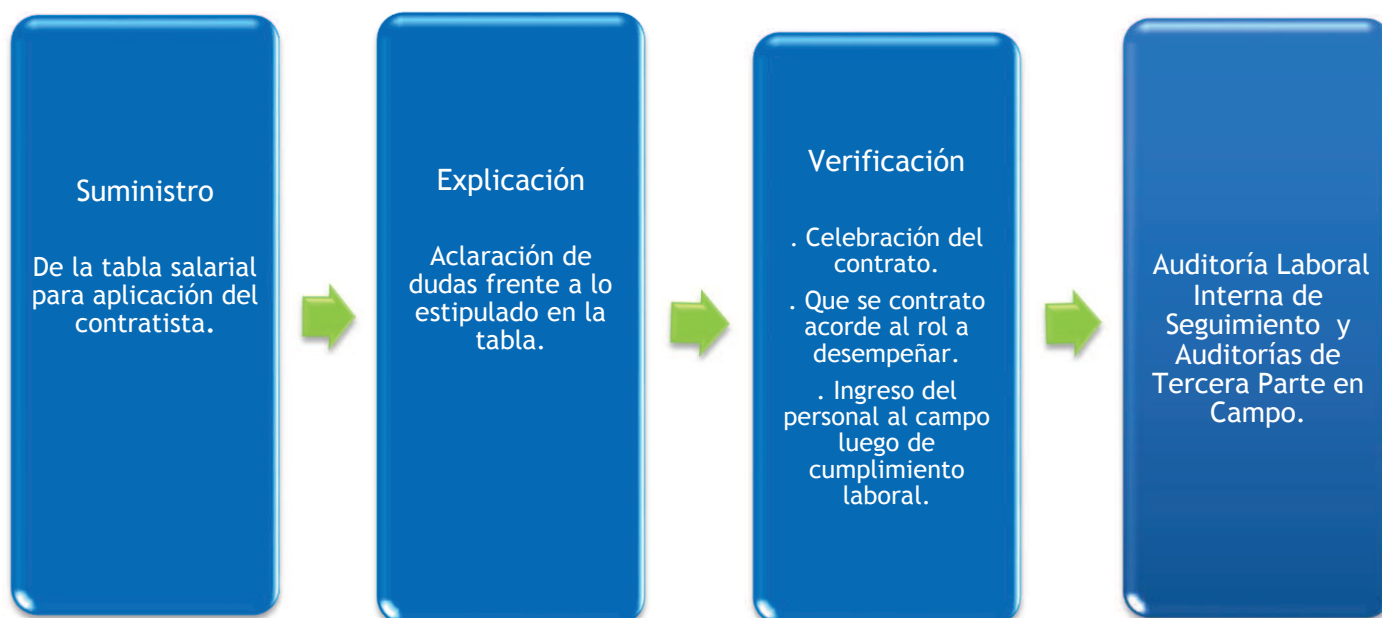 Suministro
De la tabla salarial
para aplicación del
contratista.
Explicación
Aclaración de
dudas frente a lo
estipulado en la
tabla.
Verificación
. Celebración del
contrato.
. Que se contrato
acorde al rol a
desempeñar.
. Ingreso del
personal al campo
luego de
cumplimiento
laboral.
Auditoría Laboral
Interna de
Seguimiento y
Auditorías de
Tercera Parte en
Campo.